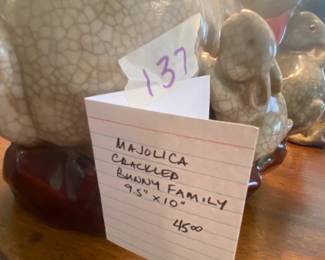 137
MAJOLICA
CRACKLED
BUNNY FAMILY
9.5" x 10"
4500